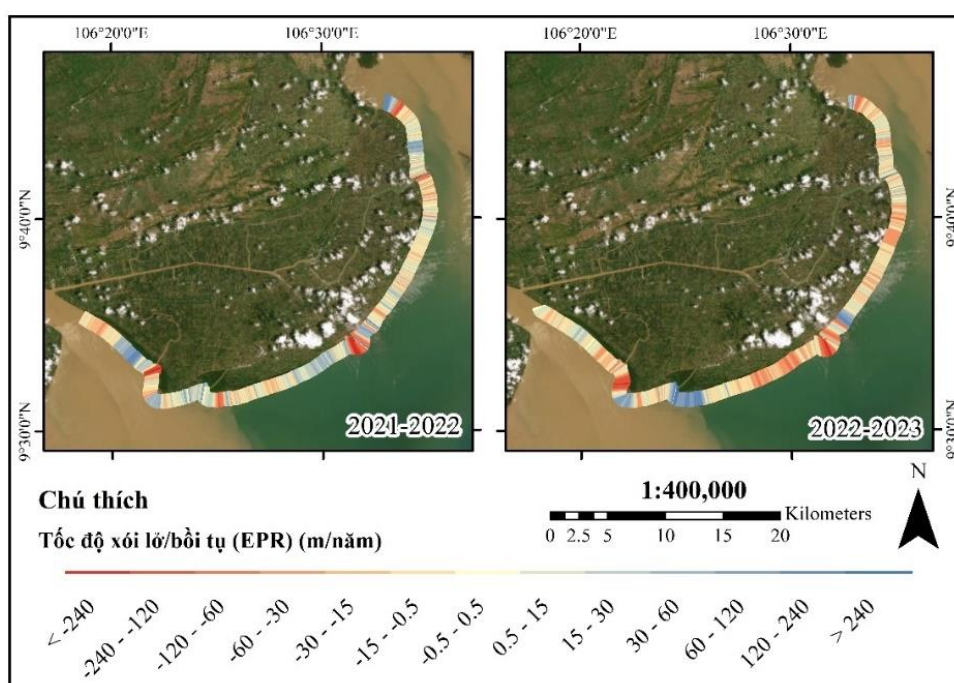 106°20'0"E 106°30'0"E 106°20'0"E 106°30'0"E
9°40'0"N 9°40'0"N
9°30'0"N 9°30'0"N
2021-2022 2022-2023
N
Chú thích
1:400,000
Kilometers
0 2.5 5 10 15 20
Tốc độ xói lở/bồi tụ (EPR) (m/năm)
< -240 -240 - -120 -120 - -60 -60 - -30 -30 - -15 -15 - -0.5 -0.5 - 0.5 0.5 - 15 15 - 30 30 - 60 60 - 120 120 - 240 > 240